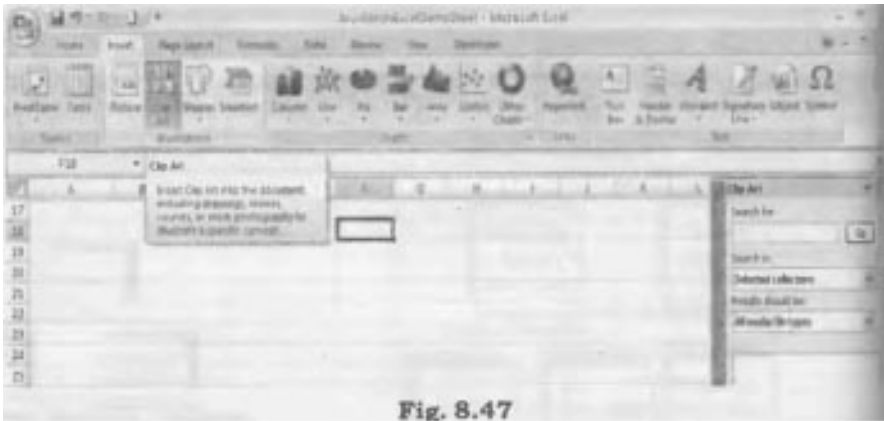 Microsoft Excel
Home Insert Page Layout Formulas Data Review View Developer
PivotTable Table Picture Clip Art Shapes SmartArt Column Line Pie Bar Area Scatter Other Charts Hyperlink Text Box Header & Footer WordArt Signature Line Object Symbol
Tables Illustrations Charts Links Text
F18
Clip Art
Insert Clip Art into the document,
including drawings, movies,
sounds, or stock photography to
illustrate a specific concept.
A G H I J K L
17
18
19
20
21
22
23
24
25
Clip Art
Search for:
Go
Search in:
Selected collections
Results should be:
All media file types
Fig. 8.47